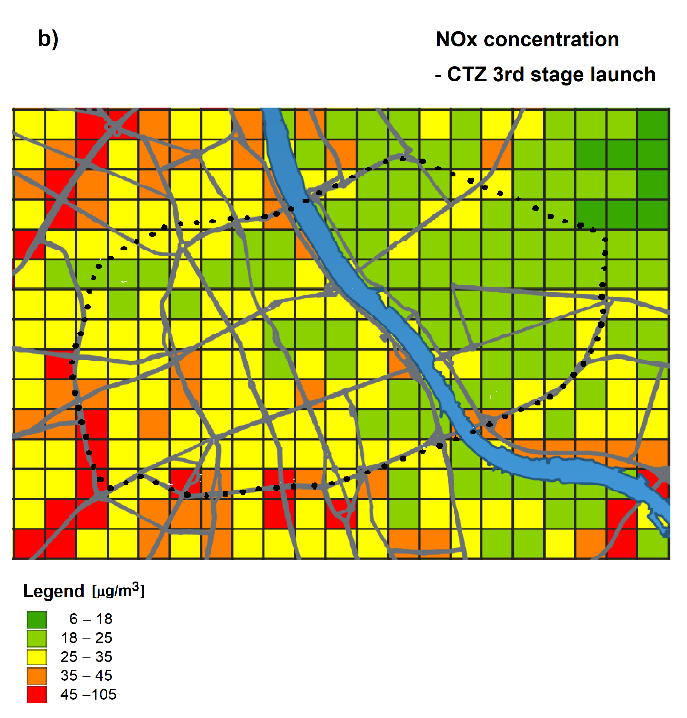 b)
NOx concentration
- CTZ 3rd stage launch
Legend [µg/m³]
6 – 18
18 – 25
25 – 35
35 – 45
45 –105